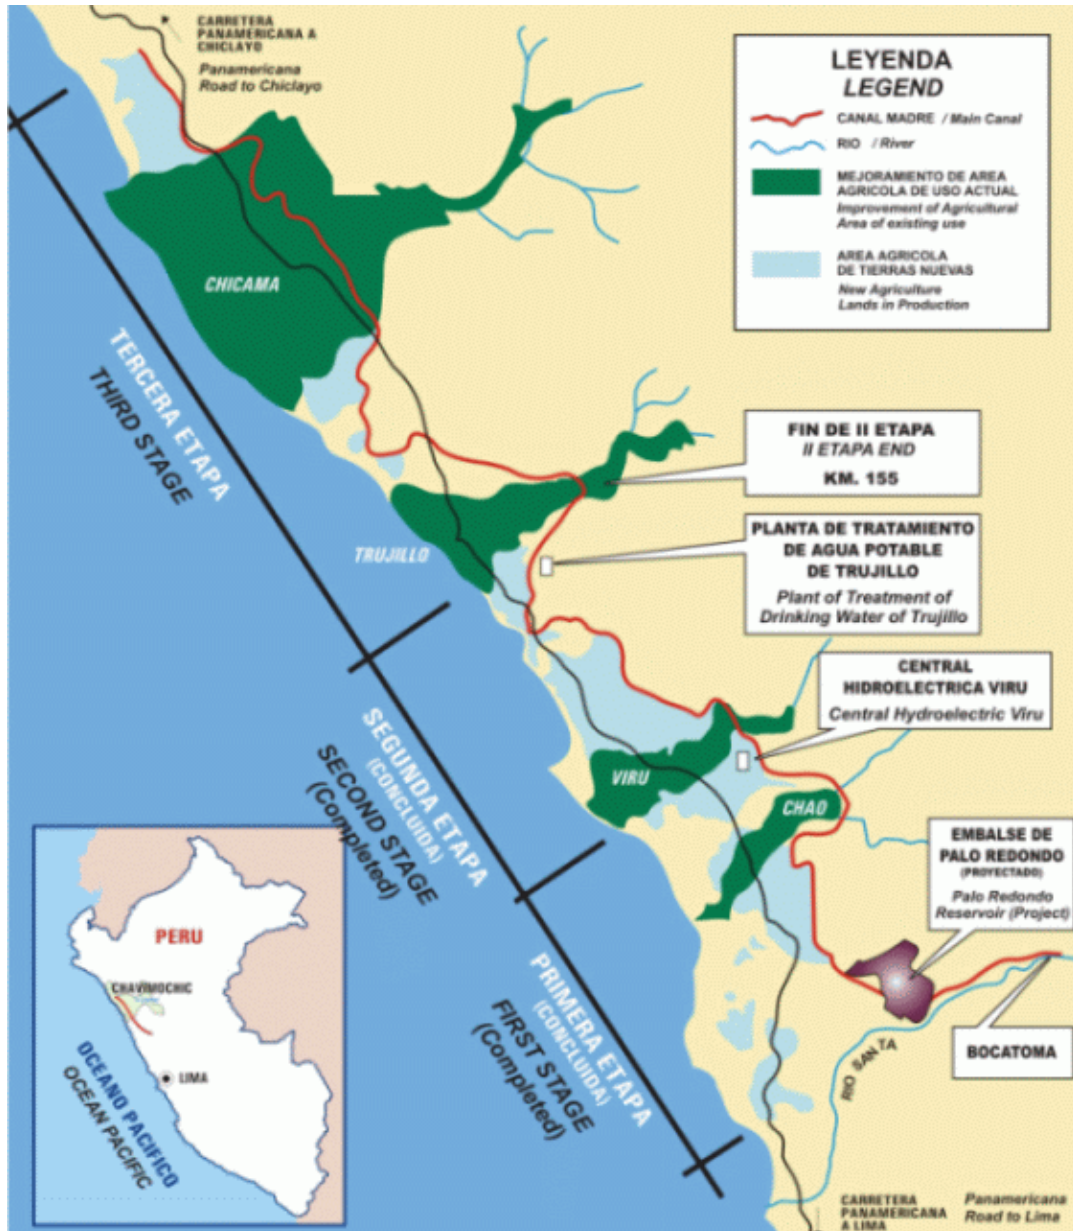 CARRETERA
PANAMERICANA A
CHICLAYO
Panamericana
Road to Chiclayo
LEYENDA
LEGEND
CANAL MADRE / Main Canal
RIO / River
MEJORAMIENTO DE AREA
AGRICOLA DE USO ACTUAL
Improvement of Agricultural
Area of existing use
AREA AGRICOLA
DE TIERRAS NUEVAS
New Agriculture
Lands in Production
CHICAMA
TERCERA ETAPA
THIRD STAGE
FIN DE II ETAPA
II ETAPA END
KM. 155
TRUJILLO
PLANTA DE TRATAMIENTO
DE AGUA POTABLE
DE TRUJILLO
Plant of Treatment of
Drinking Water of Trujillo
CENTRAL
HIDROELECTRICA VIRU
Central Hydroelectric Viru
SEGUNDA ETAPA
(CONCLUIDA)
SECOND STAGE
(Completed)
VIRU
CHAO
EMBALSE DE
PALO REDONDO
(PROYECTADO)
Palo Redondo
Reservoir (Project)
PRIMERA ETAPA
(CONCLUIDA)
FIRST STAGE
(Completed)
BOCATOMA
RIO SANTA
PERU
CHAVIMOCHIC
LIMA
OCEANO PACIFICO
OCEAN PACIFIC
CARRETERA
PANAMERICANA
A LIMA
Panamericana
Road to Lima